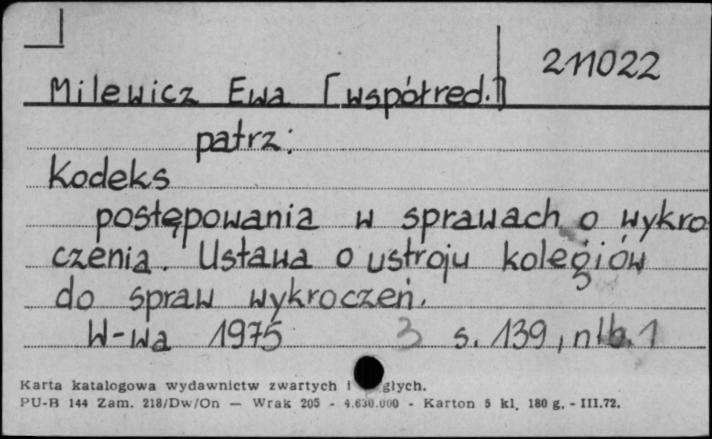 211022
Milewicz Ewa [współred.]
patrz:
Kodeks
postępowania w sprawach o wykro-
czenia. Ustawa o ustroju kolegiów
do spraw wykroczeń.
W-wa 1975 s. 139, nlb. 1
Karta katalogowa wydawnictw zwartych i głych.
PU-B 144 Zam. 218/Dw/On — Wrak 205 - 4.630.000 - Karton 5 kl. 180 g. - III.72.